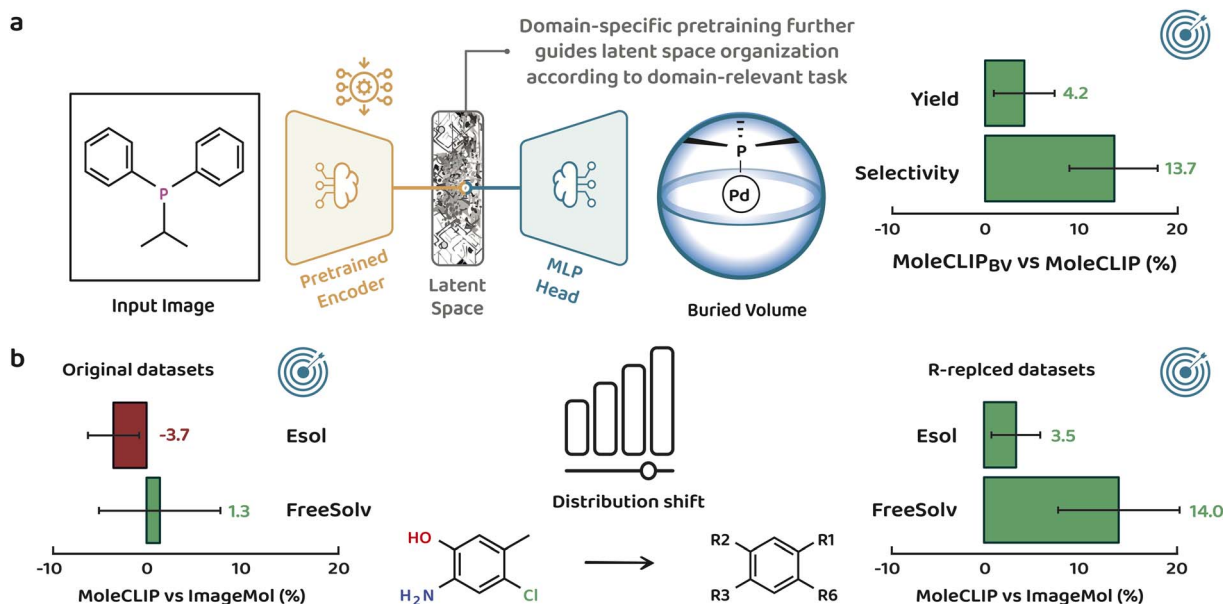 a
Domain-specific pretraining further
guides latent space organization
according to domain-relevant task
P
Input Image
Pretrained
Encoder
Latent
Space
MLP
Head
P
Pd
Buried Volume
Yield
4.2
Selectivity
13.7
-10 0 10 20
MoleCLIP_BV vs MoleCLIP (%)
b
Original datasets
-3.7
Esol
1.3
FreeSolv
-10 0 10 20
MoleCLIP vs ImageMol (%)
Distribution shift
HO
H₂N
Cl
R2
R1
R3
R6
R-replced datasets
Esol
3.5
FreeSolv
14.0
-10 0 10 20
MoleCLIP vs ImageMol (%)